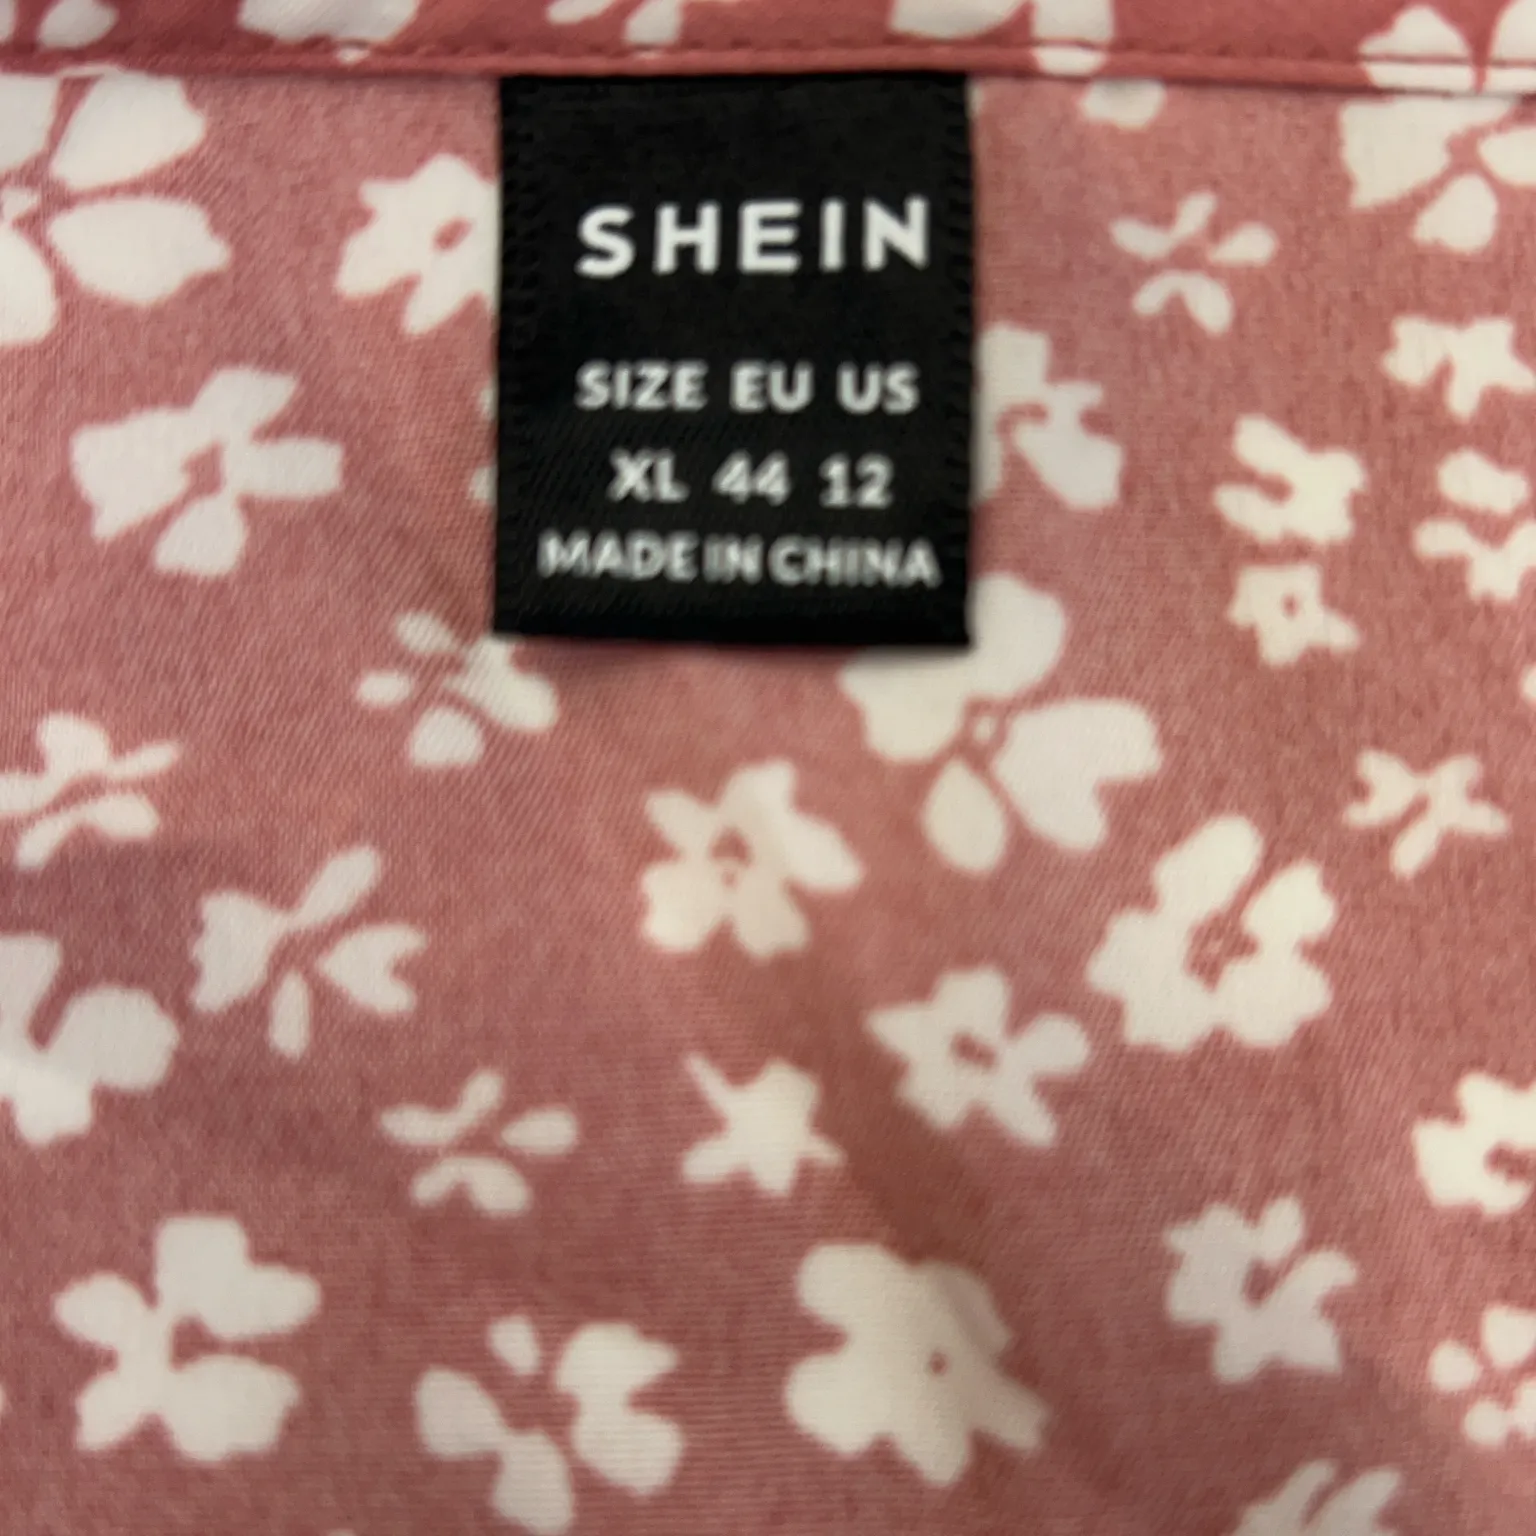 SHEIN
SIZE EU US
XL 44 12
MADE IN CHINA